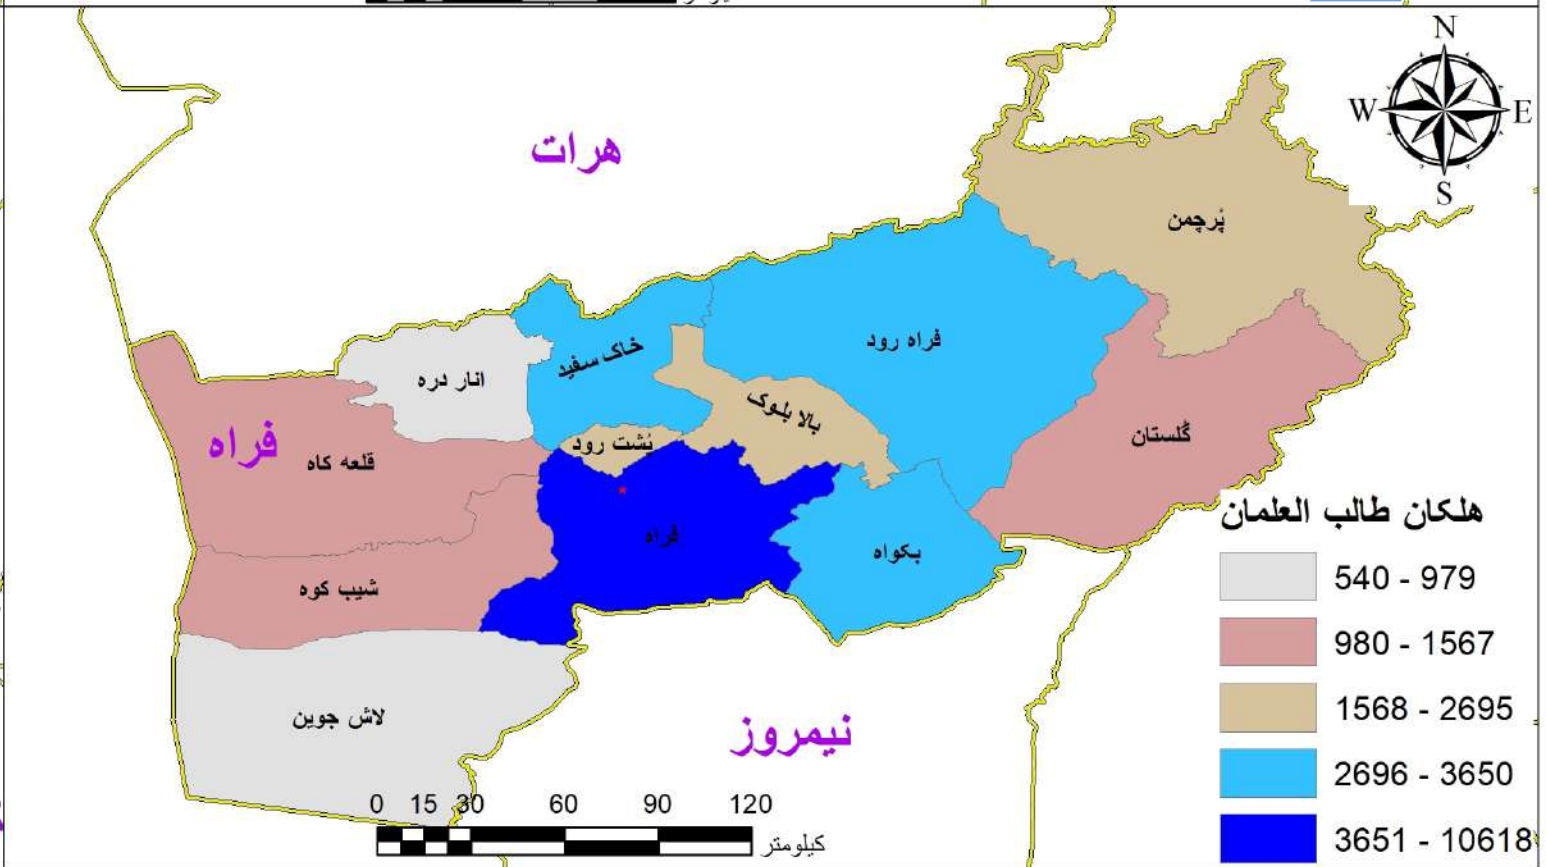 N
W E
S
هرات
پُرچمن
فراه رود
خاک سفید
انار دره
بالا بلوک
پُشت رود
گُلستان
فراه
قلعه کاه
فراه
بکواه
شیب کوه
لاش جوین
نیمروز
هلکان طالب العلمان
540 - 979
980 - 1567
1568 - 2695
2696 - 3650
3651 - 10618
0 15 30 60 90 120
کیلومتر